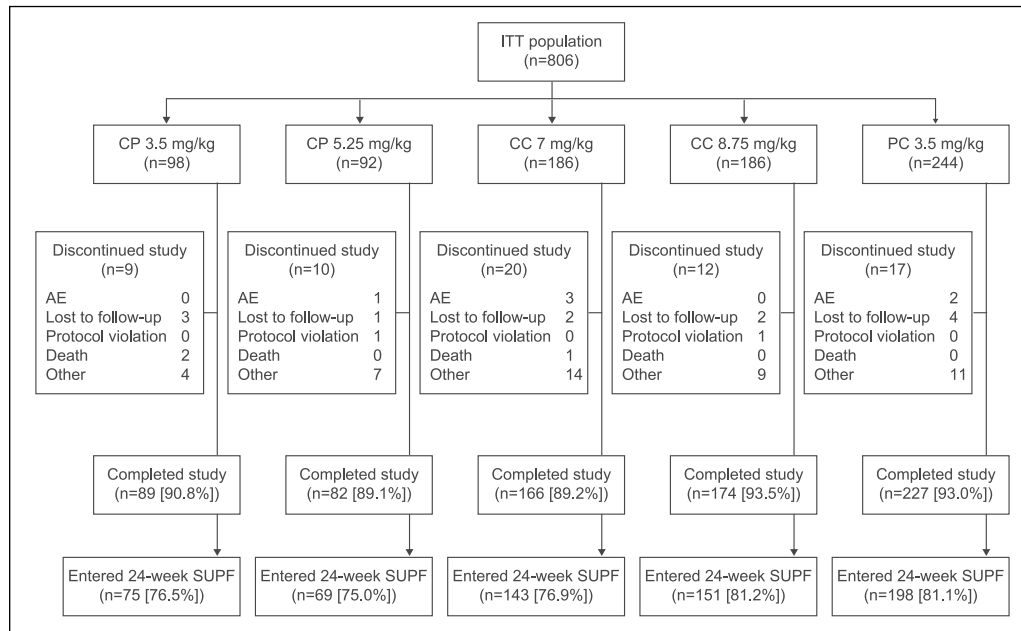 ITT population
(n=806)
CP 3.5 mg/kg
(n=98)
CP 5.25 mg/kg
(n=92)
CC 7 mg/kg
(n=186)
CC 8.75 mg/kg
(n=186)
PC 3.5 mg/kg
(n=244)
Discontinued study
(n=9)
AE 0
Lost to follow-up 3
Protocol violation 0
Death 2
Other 4
Discontinued study
(n=10)
AE 1
Lost to follow-up 1
Protocol violation 1
Death 0
Other 7
Discontinued study
(n=20)
AE 3
Lost to follow-up 2
Protocol violation 0
Death 1
Other 14
Discontinued study
(n=12)
AE 0
Lost to follow-up 2
Protocol violation 1
Death 0
Other 9
Discontinued study
(n=17)
AE 2
Lost to follow-up 4
Protocol violation 0
Death 0
Other 11
Completed study
(n=89 [90.8%])
Completed study
(n=82 [89.1%])
Completed study
(n=166 [89.2%])
Completed study
(n=174 [93.5%])
Completed study
(n=227 [93.0%])
Entered 24-week SUPF
(n=75 [76.5%])
Entered 24-week SUPF
(n=69 [75.0%])
Entered 24-week SUPF
(n=143 [76.9%])
Entered 24-week SUPF
(n=151 [81.2%])
Entered 24-week SUPF
(n=198 [81.1%])